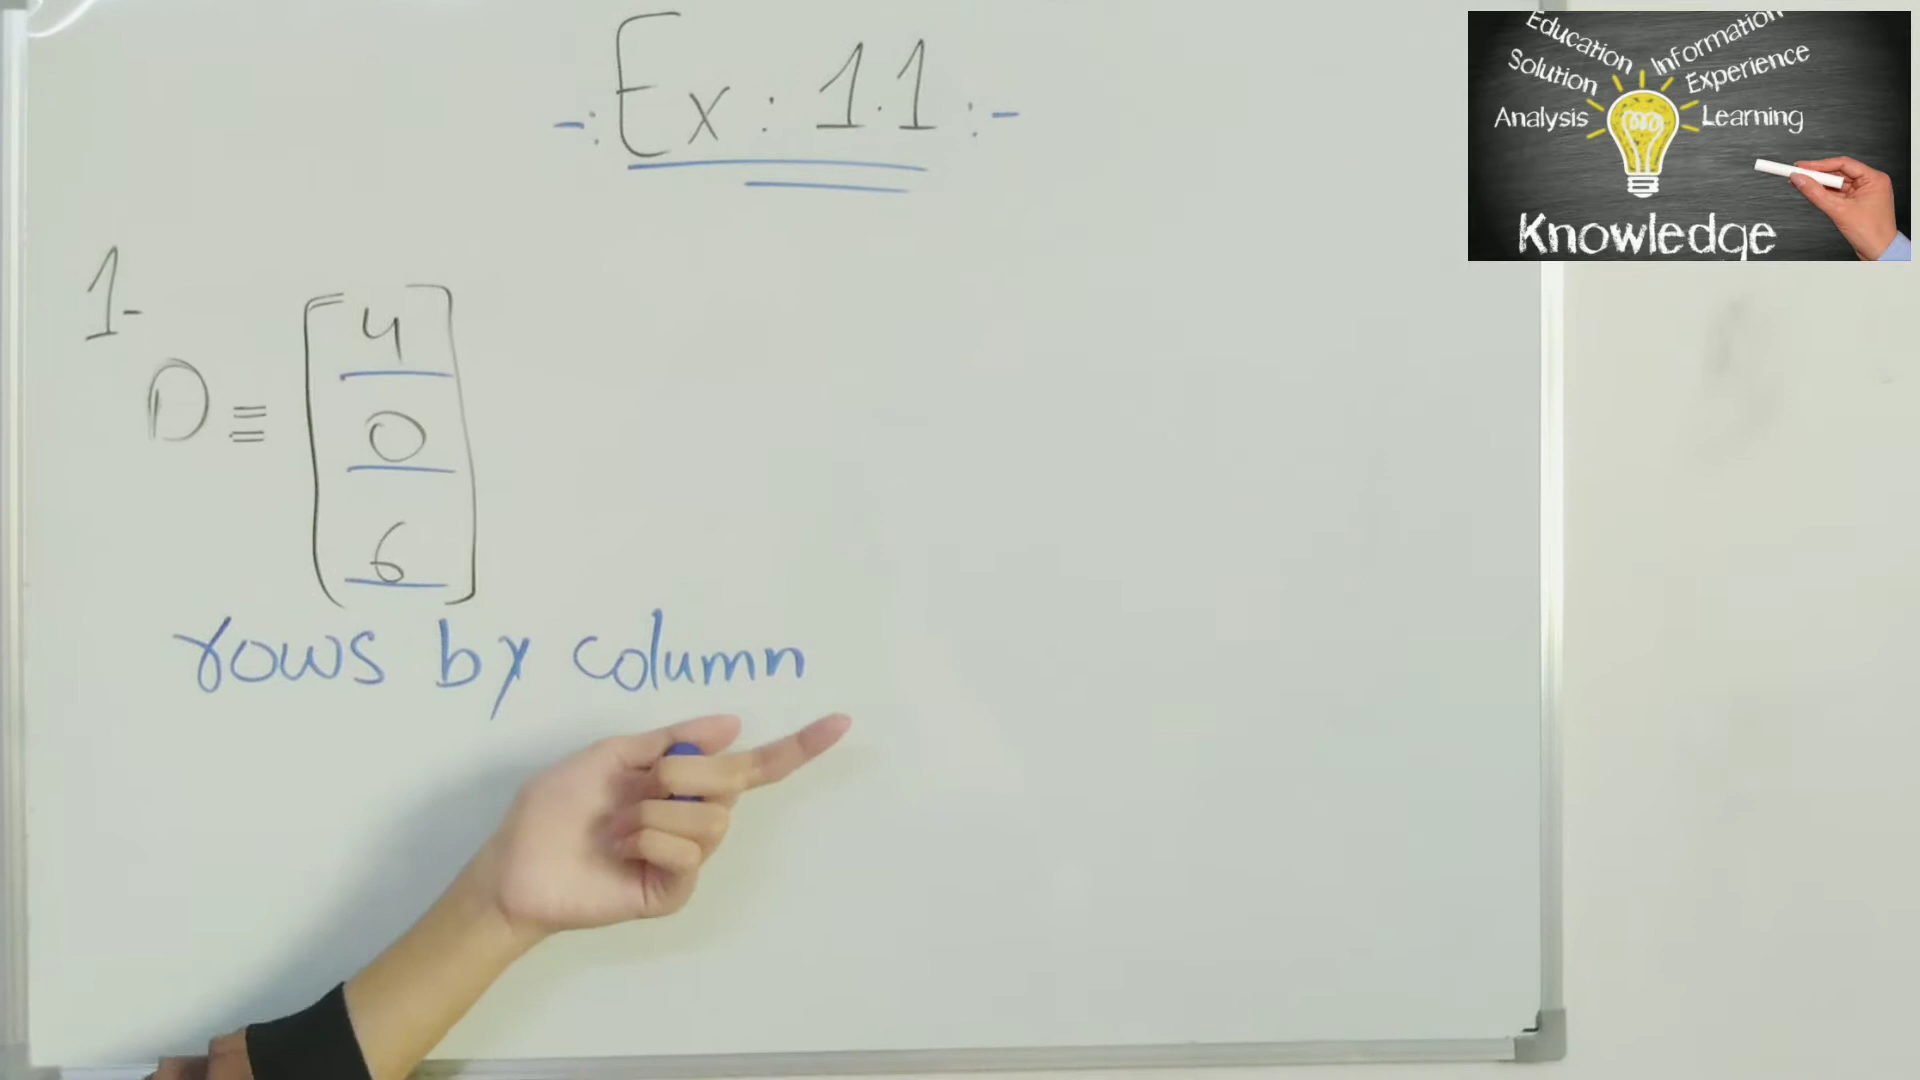 -: Ex : 1.1 :-
1-
D ≡ [4
0
6]
rows by column
Education
Information
Solution
Experience
Analysis
Learning
Knowledge